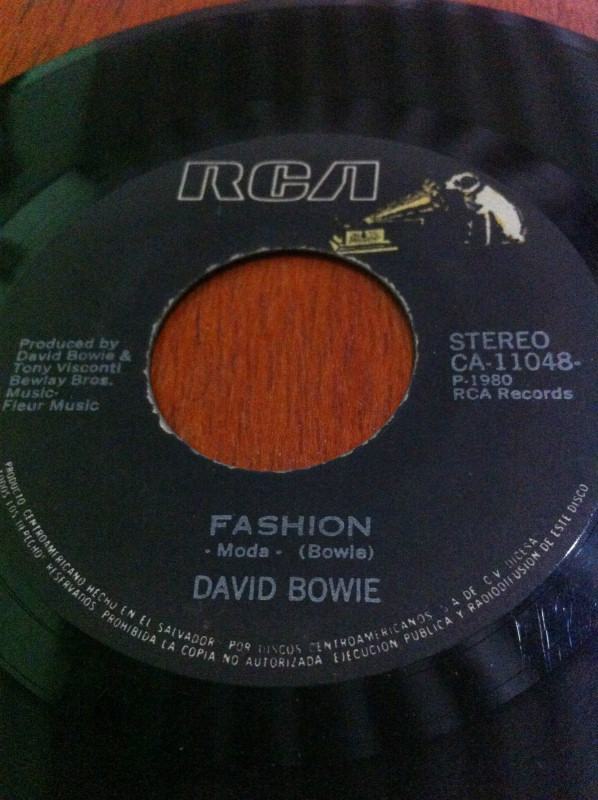 RCA
Produced by
David Bowie &
Tony Visconti
Bewlay Bros.
Music-
Fleur Music
STEREO
CA-11048-
P-1980
RCA Records
FASHION
- Moda - (Bowie)
DAVID BOWIE
PRODUCTO CENTROAMERICANO HECHO EN EL SALVADOR POR DISCOS CENTROAMERICANOS S.A. DE C.V. DICESA
TODOS LOS DERECHOS RESERVADOS PROHIBIDA LA COPIA NO AUTORIZADA EJECUCION PUBLICA Y RADIODIFUSION DE ESTE DISCO